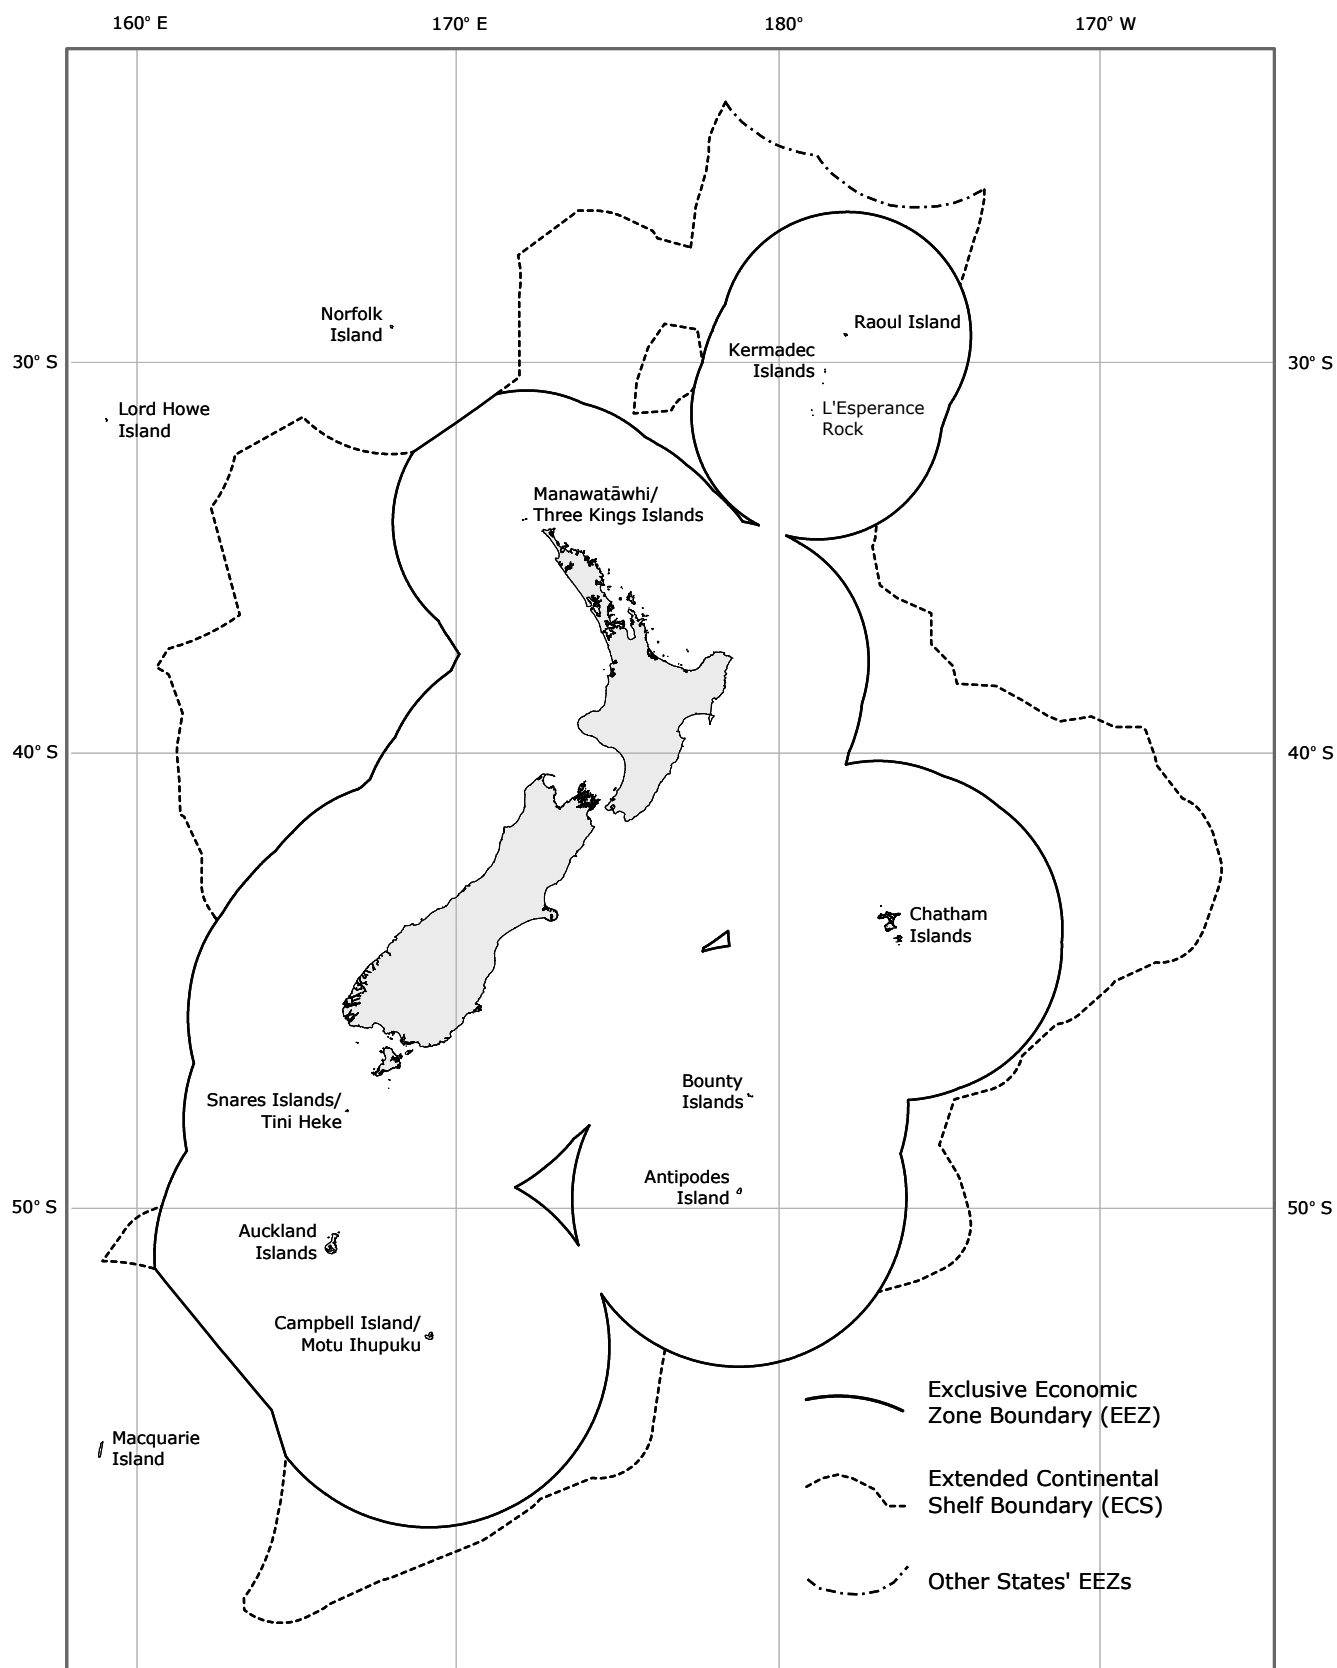 160° E
170° E
180°
170° W
Norfolk
Island
Raoul Island
Kermadec
Islands
30° S
30° S
Lord Howe
Island
L'Esperance
Rock
Manawatāwhi/
Three Kings Islands
40° S
40° S
Chatham
Islands
Bounty
Islands
Snares Islands/
Tini Heke
Antipodes
Island
50° S
50° S
Auckland
Islands
Campbell Island/
Motu Ihupuku
Macquarie
Island
Exclusive Economic
Zone Boundary (EEZ)
Extended Continental
Shelf Boundary (ECS)
Other States' EEZs